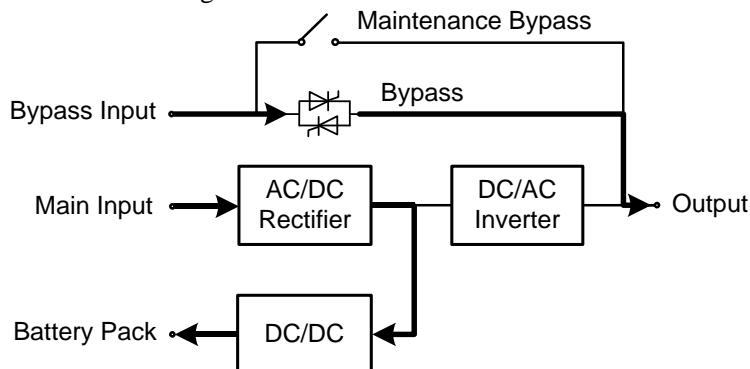 Maintenance Bypass
Bypass
Bypass Input
AC/DC
Rectifier
DC/AC
Inverter
Main Input
Output
Battery Pack
DC/DC